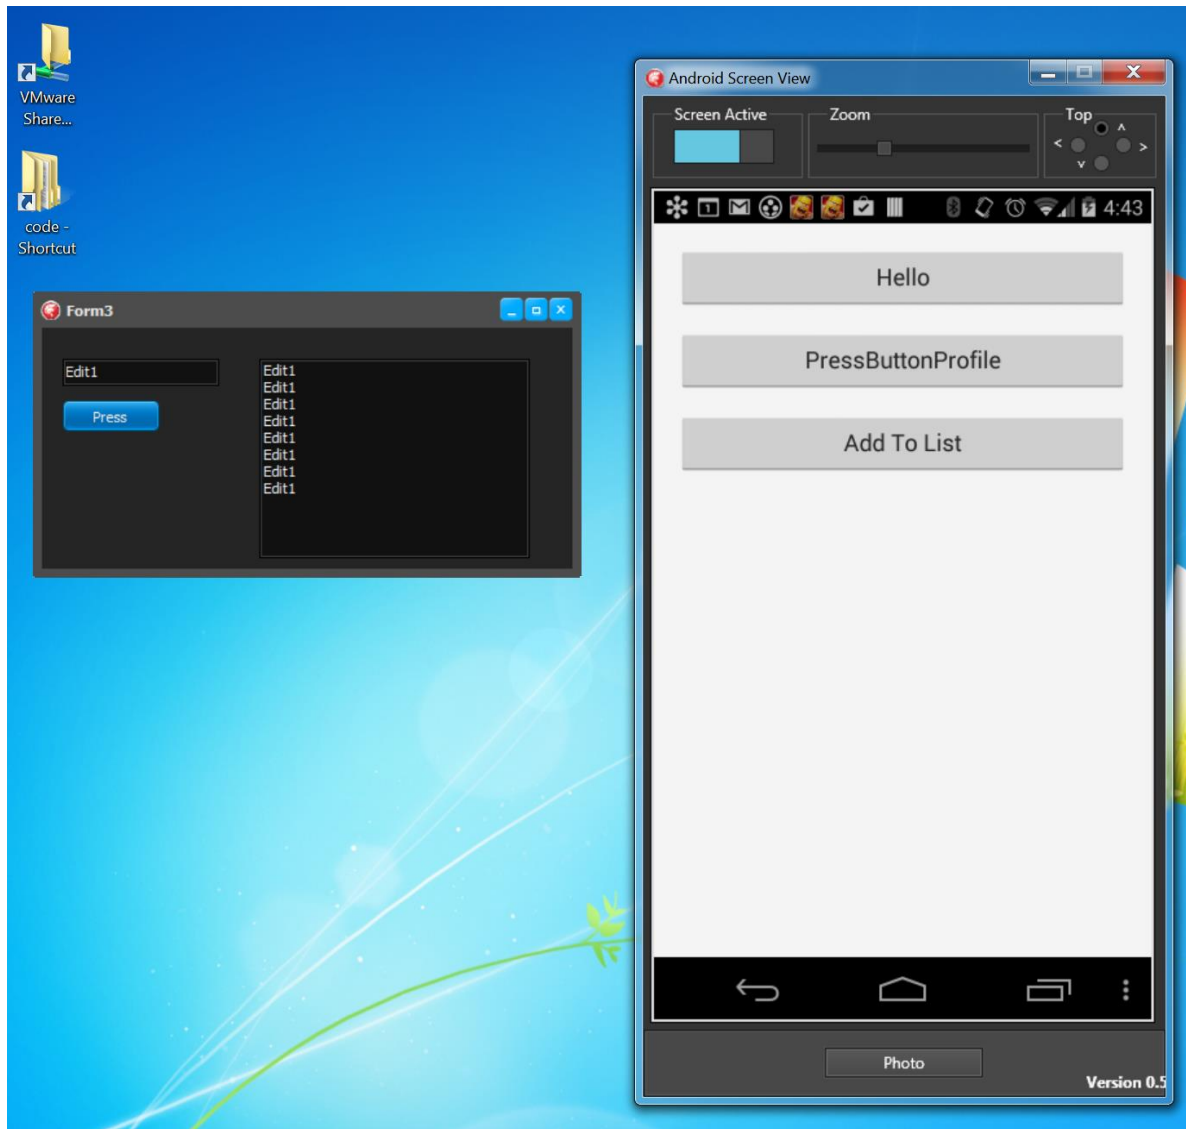 VMware
Share...
code -
Shortcut
Form3
Edit1
Press
Edit1
Edit1
Edit1
Edit1
Edit1
Edit1
Edit1
Edit1
Android Screen View
Screen Active
Zoom
Top
< ^ v >
1
4:43
Hello
PressButtonProfile
Add To List
Photo
Version 0.5